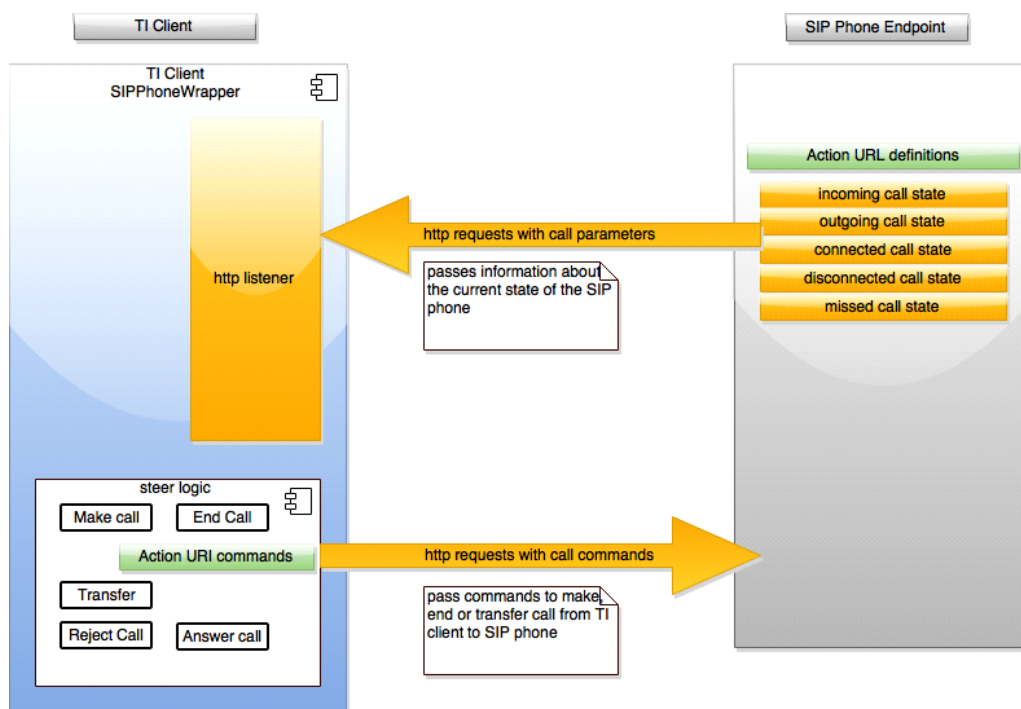 TI Client
SIP Phone Endpoint
TI Client
SIPPhoneWrapper
http listener
Action URL definitions
incoming call state
outgoing call state
connected call state
disconnected call state
missed call state
http requests with call parameters
passes information about
the current state of the SIP
phone
steer logic
Make call
End Call
Action URI commands
Transfer
Reject Call
Answer call
http requests with call commands
pass commands to make,
end or transfer call from TI
client to SIP phone